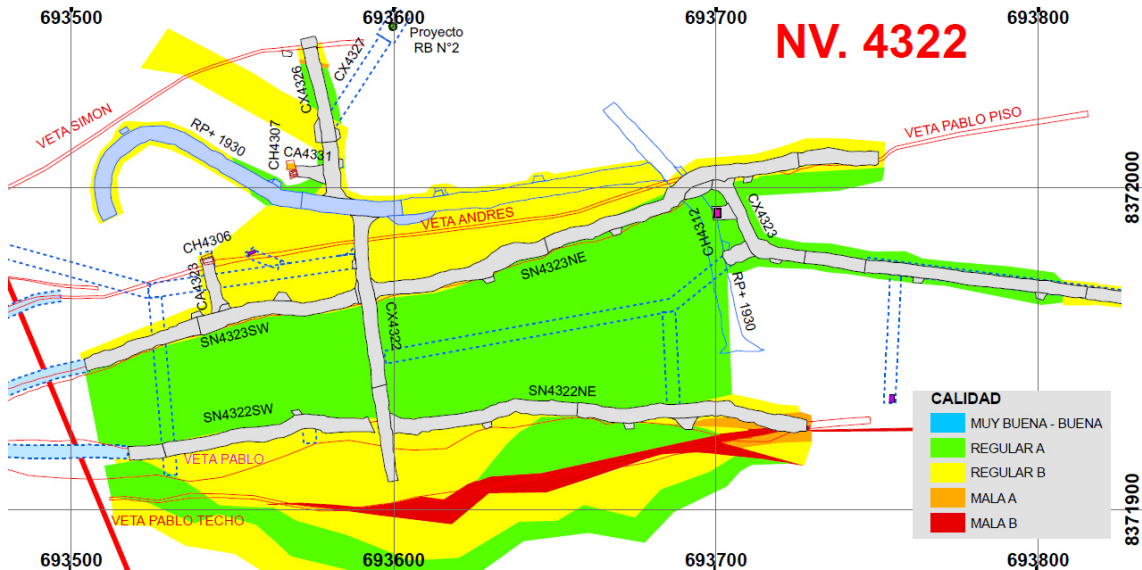 693500
693600
693700
693800
NV. 4322
Proyecto
RB N°2
CX4327
CX4326
VETA SIMON
RP+ 1930
CH4307
CA4331
VETA PABLO PISO
8372000
VETA ANDRES
CH4306
CA4323
CH4312
CX4323
SN4323NE
RP+ 1930
CX4322
SN4323SW
SN4322NE
SN4322SW
VETA PABLO
VETA PABLO TECHO
CALIDAD
MUY BUENA - BUENA
REGULAR A
REGULAR B
MALA A
MALA B
8371900
693500
693600
693700
693800